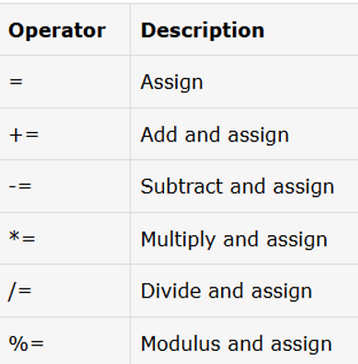 Operator Description
= Assign
+= Add and assign
-= Subtract and assign
*= Multiply and assign
/= Divide and assign
%= Modulus and assign